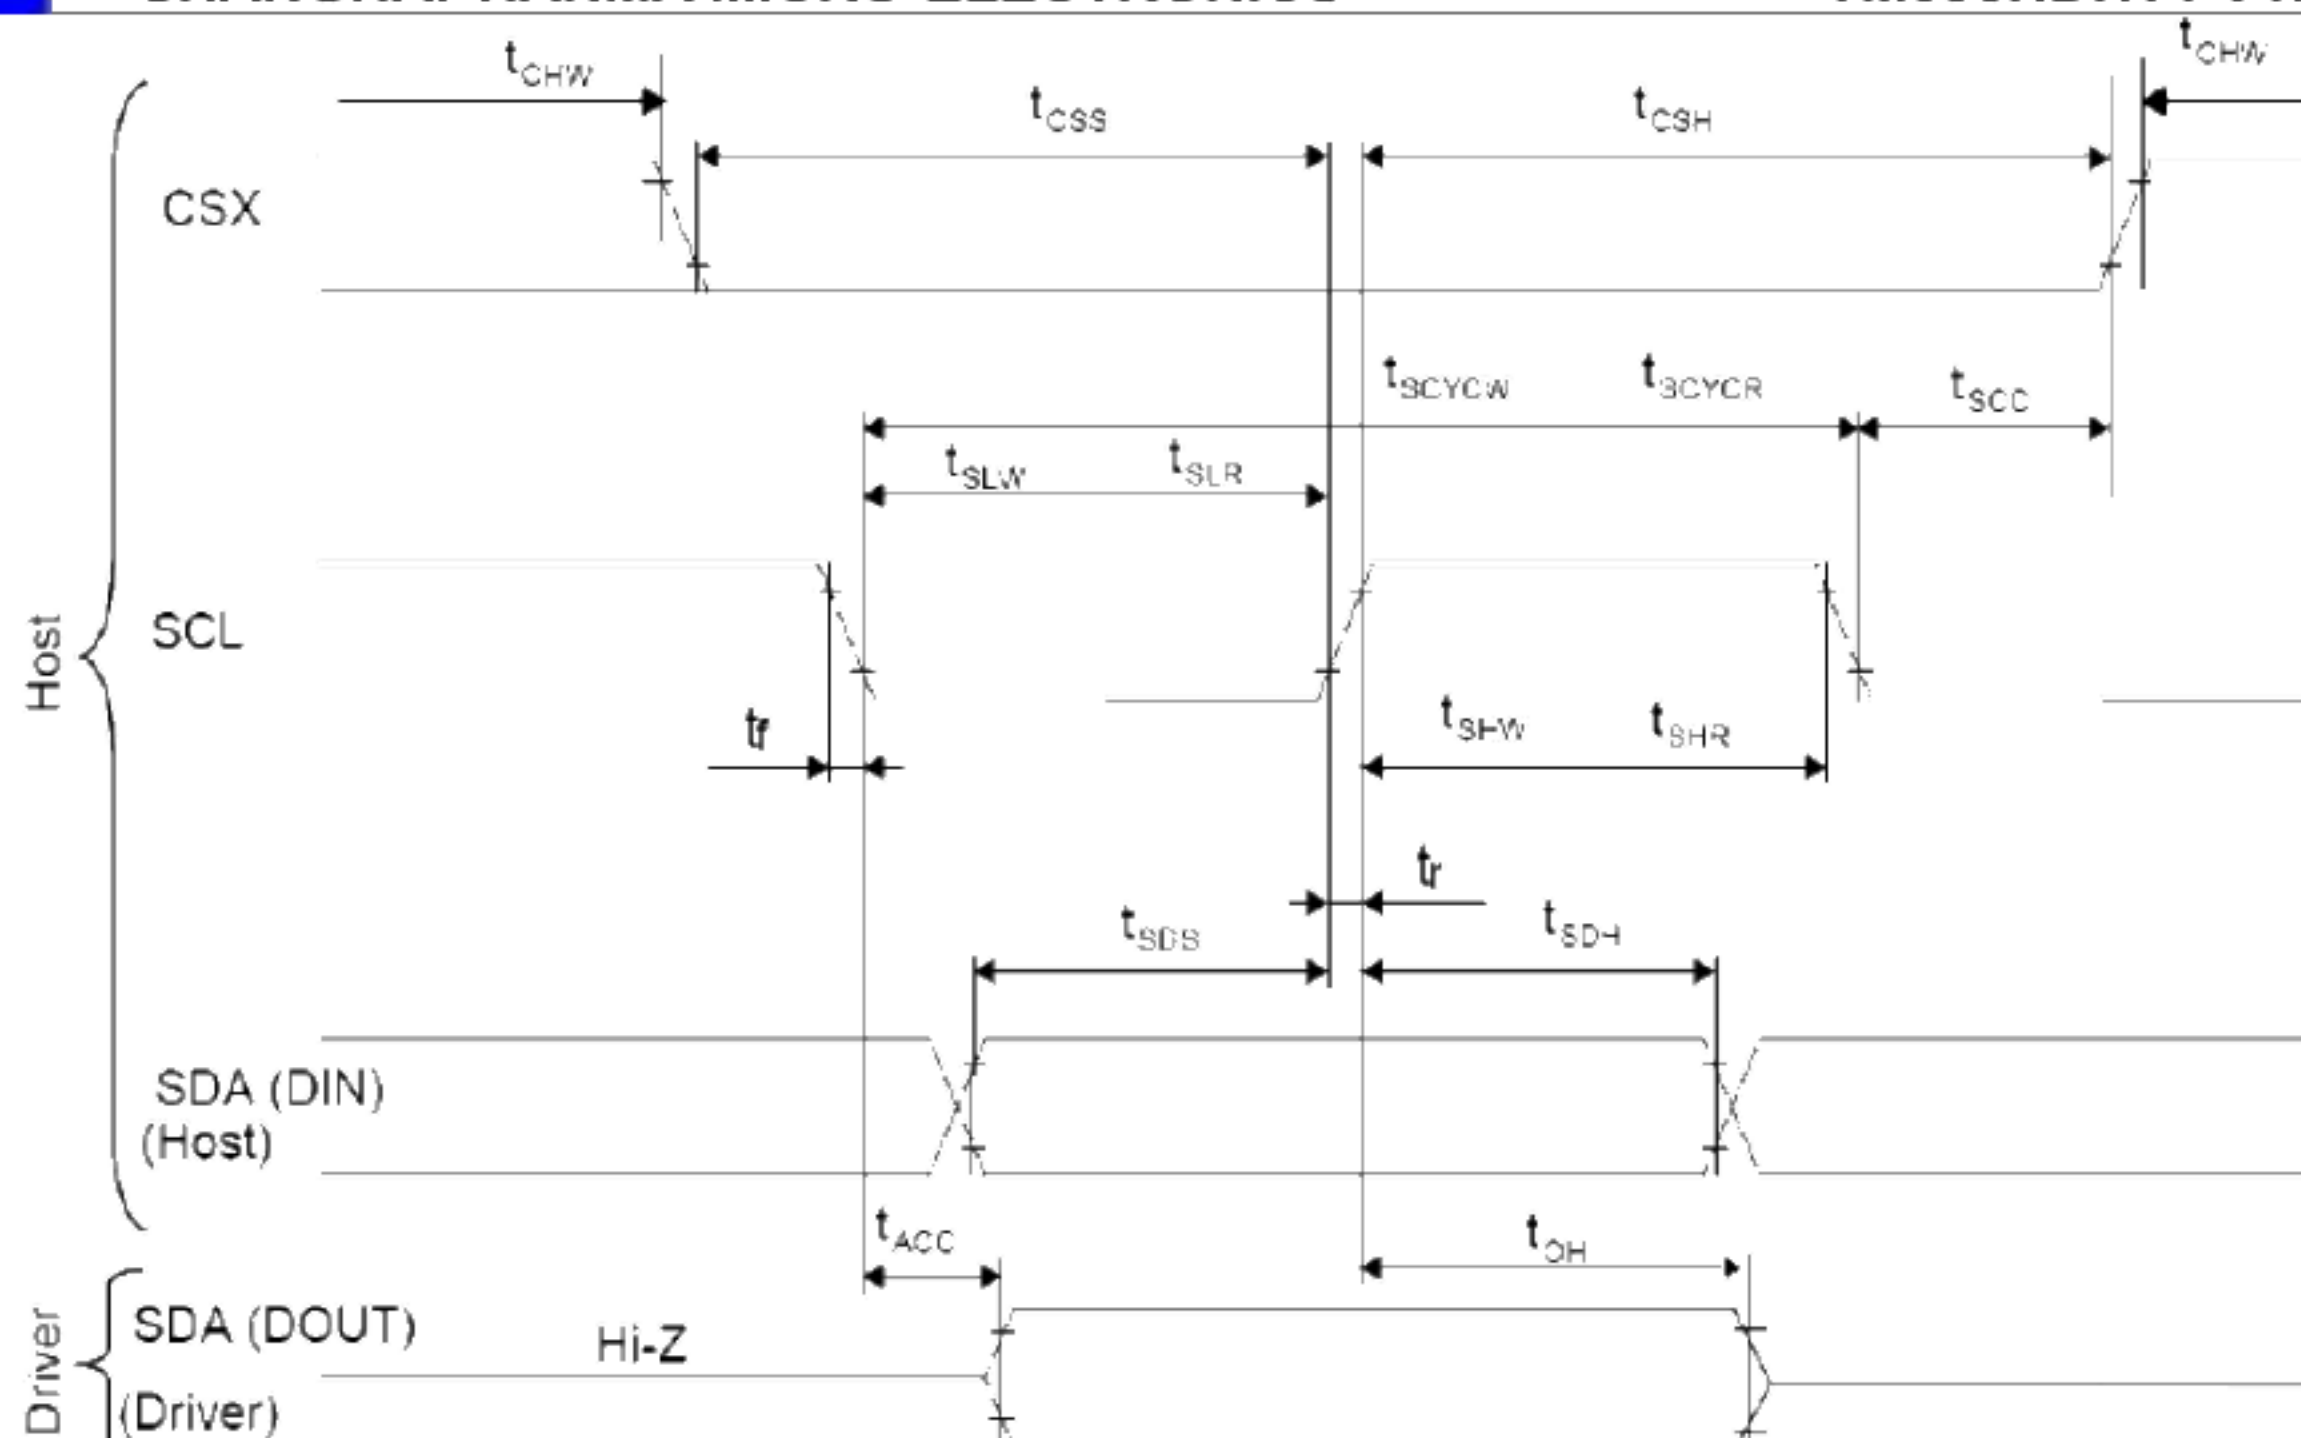 tCHW
tCHW
tCSS
tCSH
CSX
tSCYCW tSCYCR tSCC
tSLW tSLR
Host
SCL
tf
tSHW tSHR
tr
tSDS tSDH
SDA (DIN)
(Host)
tACC tOH
Driver
SDA (DOUT)
Hi-Z
(Driver)